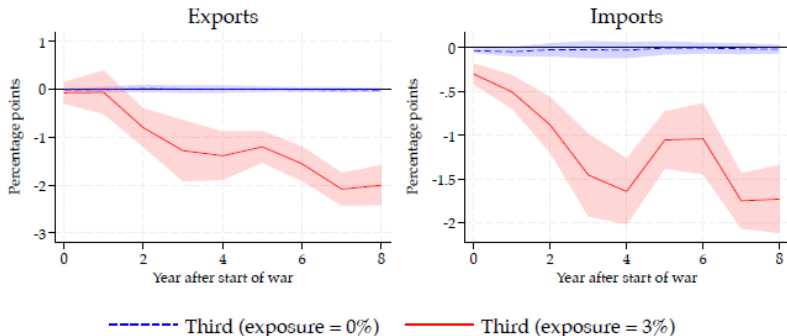 Exports
1
0
-1
-2
-3
Percentage points
0 2 4 6 8
Year after start of war
Imports
0
-.5
-1
-1.5
-2
Percentage points
0 2 4 6 8
Year after start of war
Third (exposure = 0%) Third (exposure = 3%)